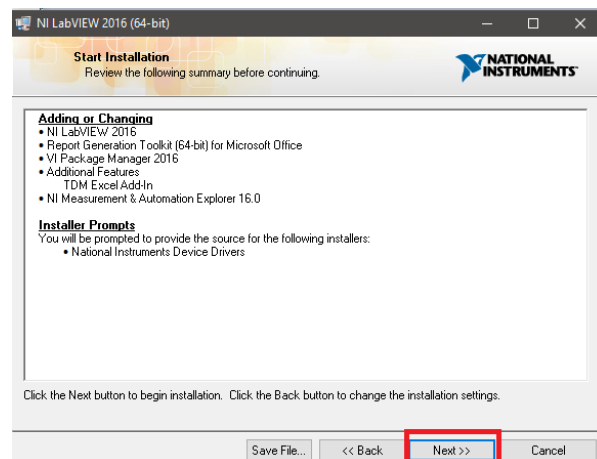 NI LabVIEW 2016 (64-bit)
Start Installation
Review the following summary before continuing.
NATIONAL
INSTRUMENTS
Adding or Changing
• NI LabVIEW 2016
• Report Generation Toolkit (64-bit) for Microsoft Office
• VI Package Manager 2016
• Additional Features
TDM Excel Add-In
• NI Measurement & Automation Explorer 16.0
Installer Prompts
You will be prompted to provide the source for the following installers:
• National Instruments Device Drivers
Click the Next button to begin installation. Click the Back button to change the installation settings.
Save File... << Back Next >> Cancel